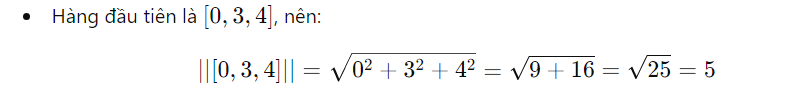 • Hàng đầu tiên là [0, 3, 4], nên:
||[0, 3, 4]|| = √(0² + 3² + 4²) = √(9 + 16) = √25 = 5